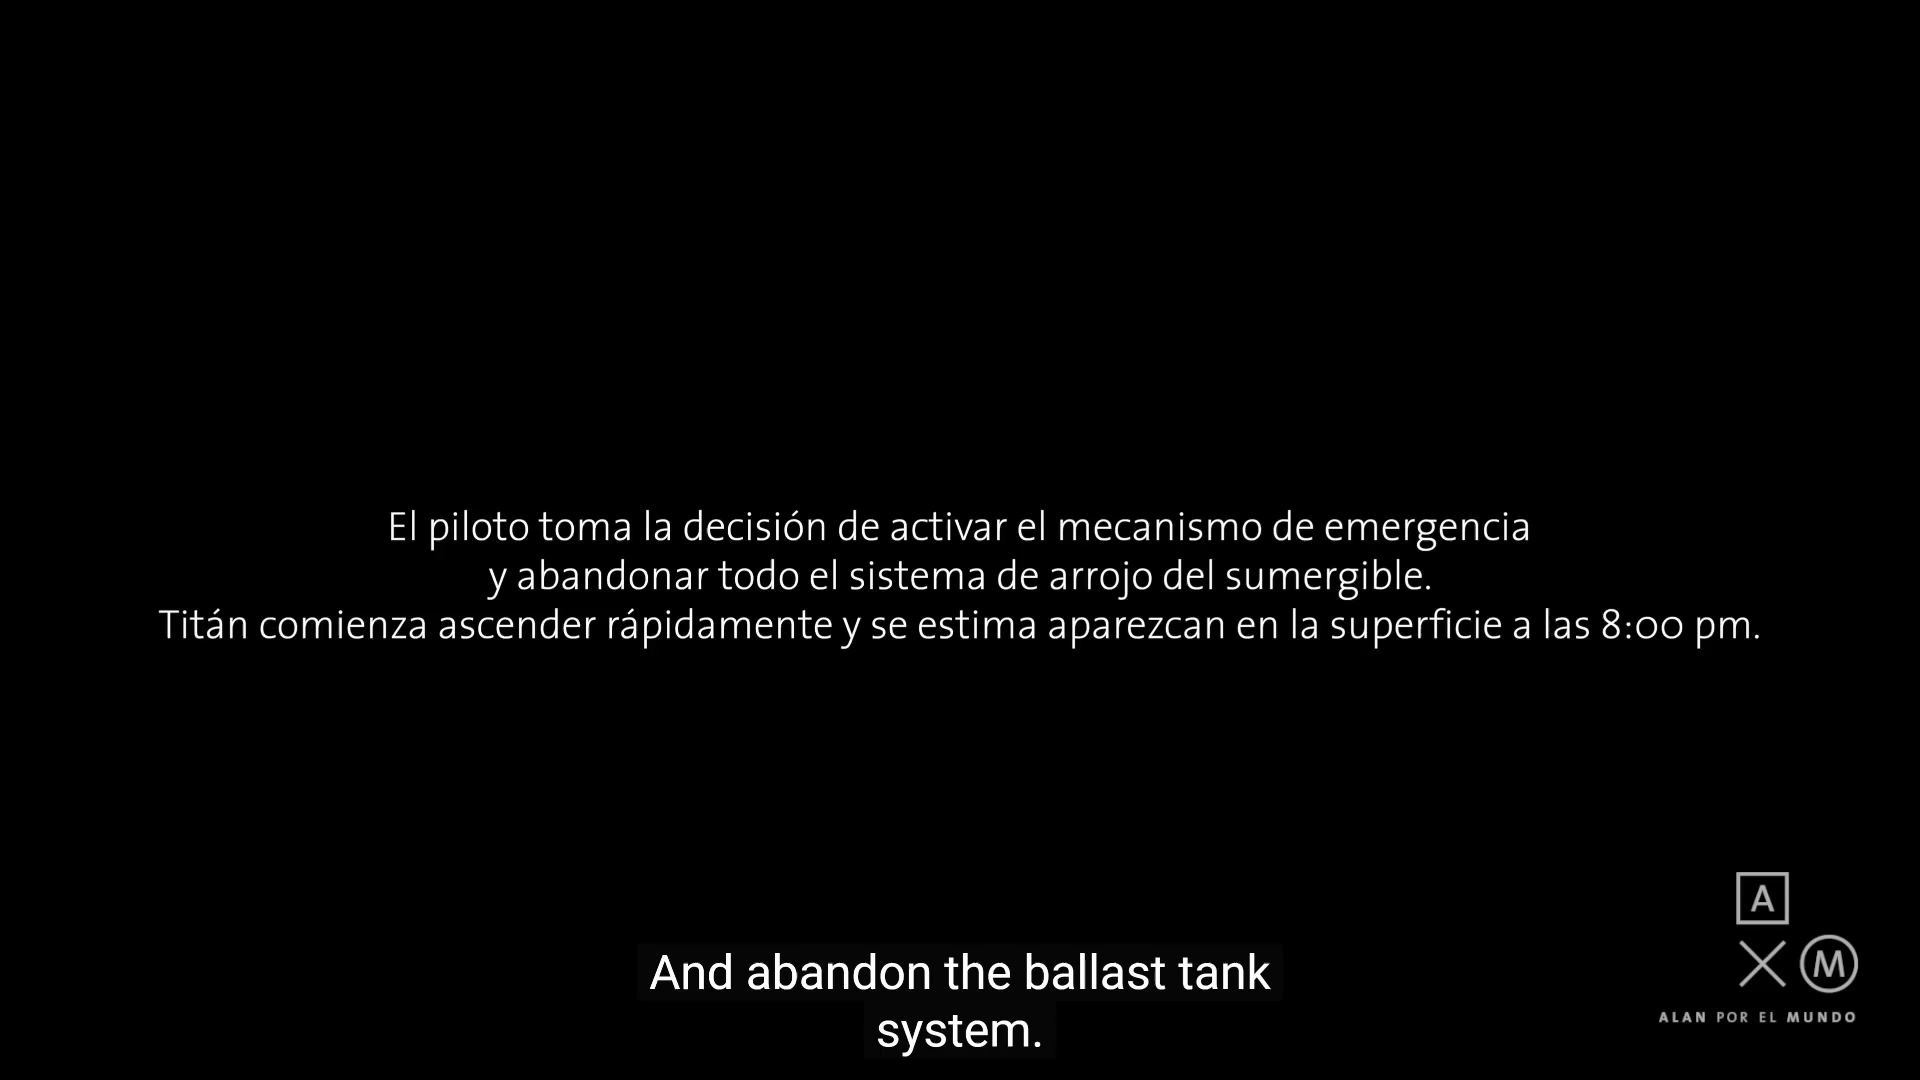 El piloto toma la decisión de activar el mecanismo de emergencia
y abandonar todo el sistema de arrojo del sumergible.
Titán comienza ascender rápidamente y se estima aparezcan en la superficie a las 8:00 pm.
A
X M
ALAN POR EL MUNDO
And abandon the ballast tank
system.